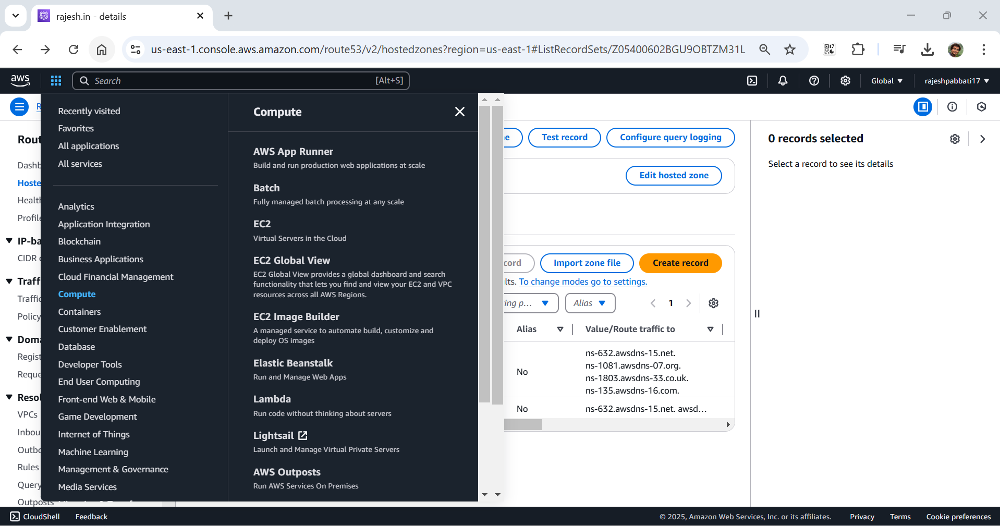 rajesh.in - details
us-east-1.console.aws.amazon.com/route53/v2/hostedzones?region=us-east-1#ListRecordSets/Z05400602BGU9OBTZM31L
aws
Search
[Alt+S]
Global
rajeshpabbati17
Recently visited
Favorites
All applications
All services
Analytics
Application Integration
Blockchain
Business Applications
Cloud Financial Management
Compute
Containers
Customer Enablement
Database
Developer Tools
End User Computing
Front-end Web & Mobile
Game Development
Internet of Things
Machine Learning
Management & Governance
Media Services
Compute
AWS App Runner
Build and run production web applications at scale
Batch
Fully managed batch processing at any scale
EC2
Virtual Servers in the Cloud
EC2 Global View
EC2 Global View provides a global dashboard and search
functionality that lets you find and view your EC2 and VPC
resources across all AWS Regions.
EC2 Image Builder
A managed service to automate build, customize and
deploy OS images
Elastic Beanstalk
Run and Manage Web Apps
Lambda
Run code without thinking about servers
Lightsail
Launch and Manage Virtual Private Servers
AWS Outposts
Run AWS Services On Premises
R
Rout
Dashb
Hoste
Health
Profile
IP-ba
CIDR c
Traff
Traffic
Policy
Doma
Regist
Reque
Resol
VPCs
Inbou
Outbo
Rules
Query
Outposts
e
Test record
Configure query logging
Edit hosted zone
cord
Import zone file
Create record
lts. To change modes go to settings.
ing p...
Alias
1
Alias
Value/Route traffic to
No
ns-632.awsdns-15.net.
ns-1081.awsdns-07.org.
ns-1803.awsdns-33.co.uk.
ns-135.awsdns-16.com.
No
ns-632.awsdns-15.net. awsd...
0 records selected
Select a record to see its details
CloudShell
Feedback
© 2025, Amazon Web Services, Inc. or its affiliates.
Privacy
Terms
Cookie preferences